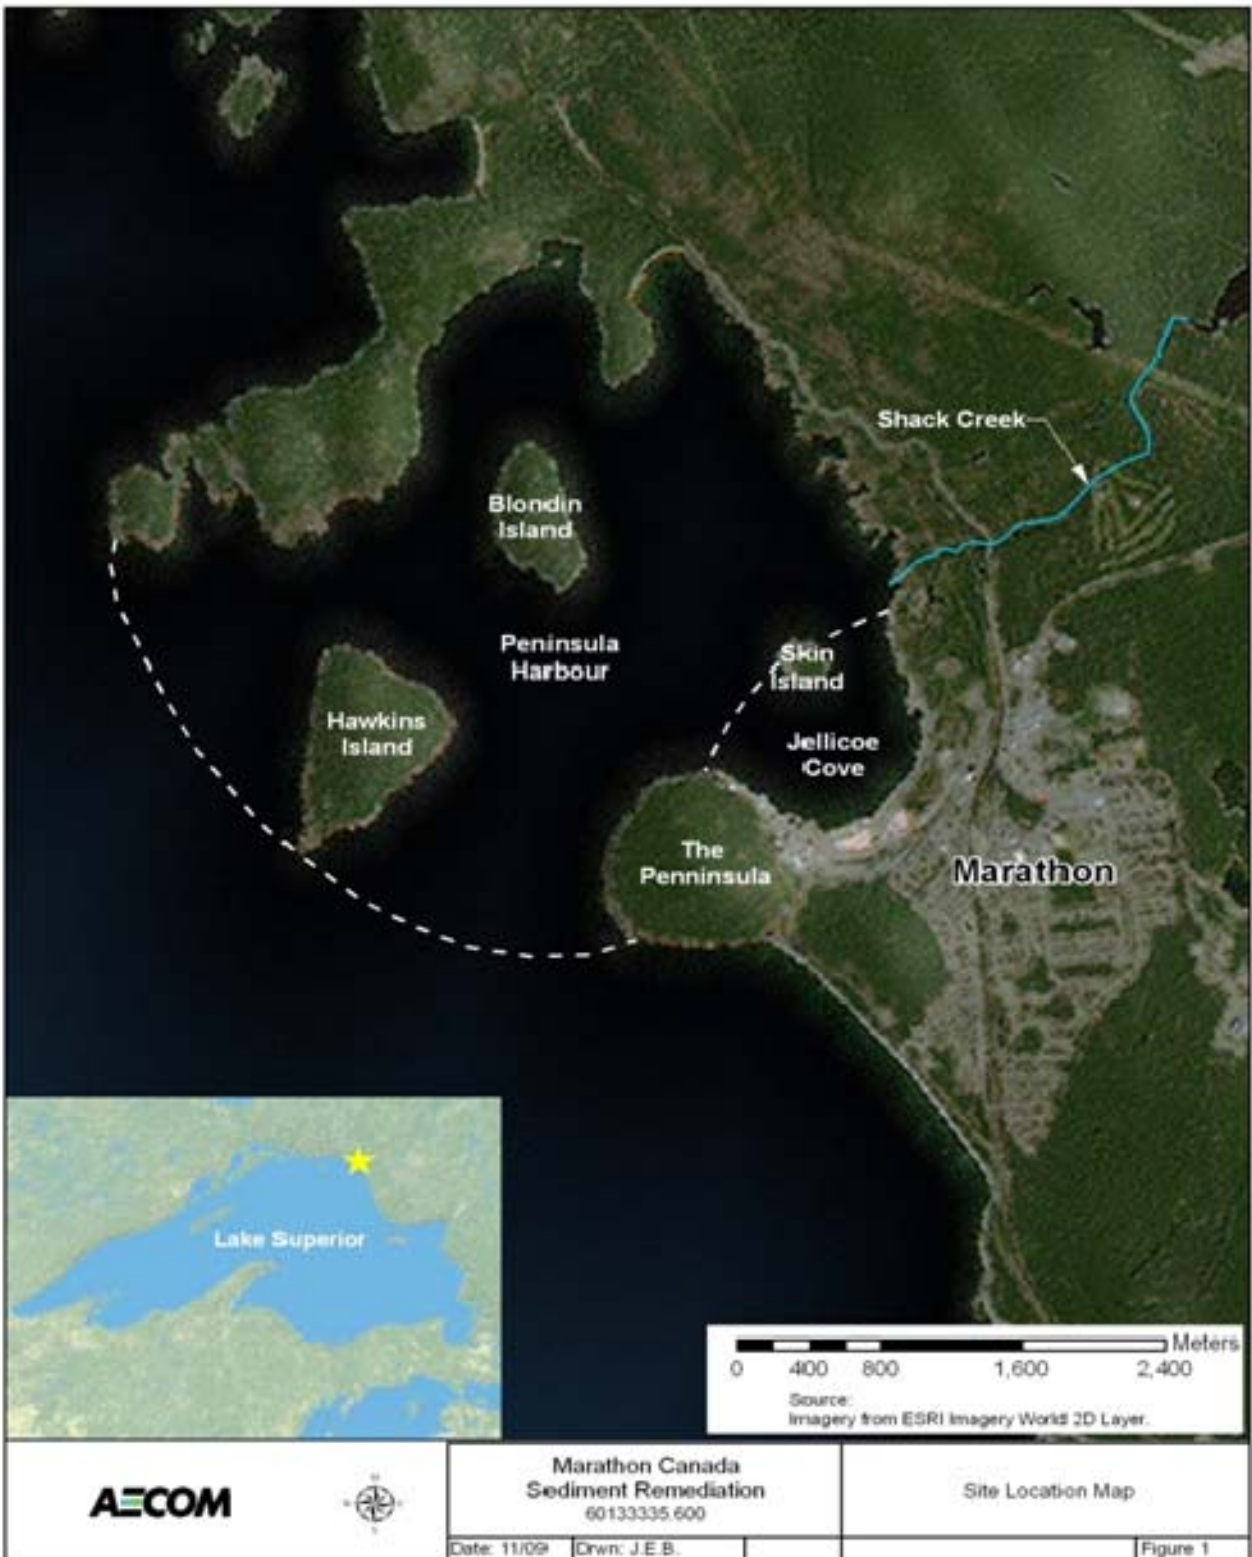 Shack Creek
Blondin
Island
Peninsula
Harbour
Skin
Island
Hawkins
Island
Jellicoe
Cove
The
Penninsula
Marathon
Lake Superior
Meters
0 400 800 1,600 2,400
Source:
Imagery from ESRI Imagery World 2D Layer.
AECOM
Marathon Canada
Sediment Remediation
60133335.600
Site Location Map
Date: 11/09
Drwn: J.E.B.
Figure 1